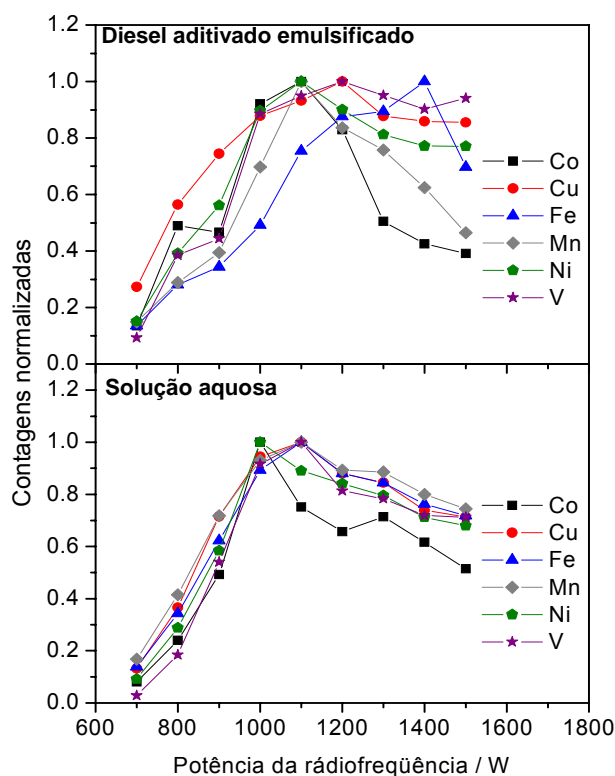 1.2
Diesel aditivado emulsificado
1.0
0.8
0.6
0.4
0.2
0.0
Co
Cu
Fe
Mn
Ni
V
Contagens normalizadas
1.2
Solução aquosa
1.0
0.8
0.6
0.4
0.2
0.0
Co
Cu
Fe
Mn
Ni
V
600 800 1000 1200 1400 1600 1800
Potência da rádiofreqüência / W